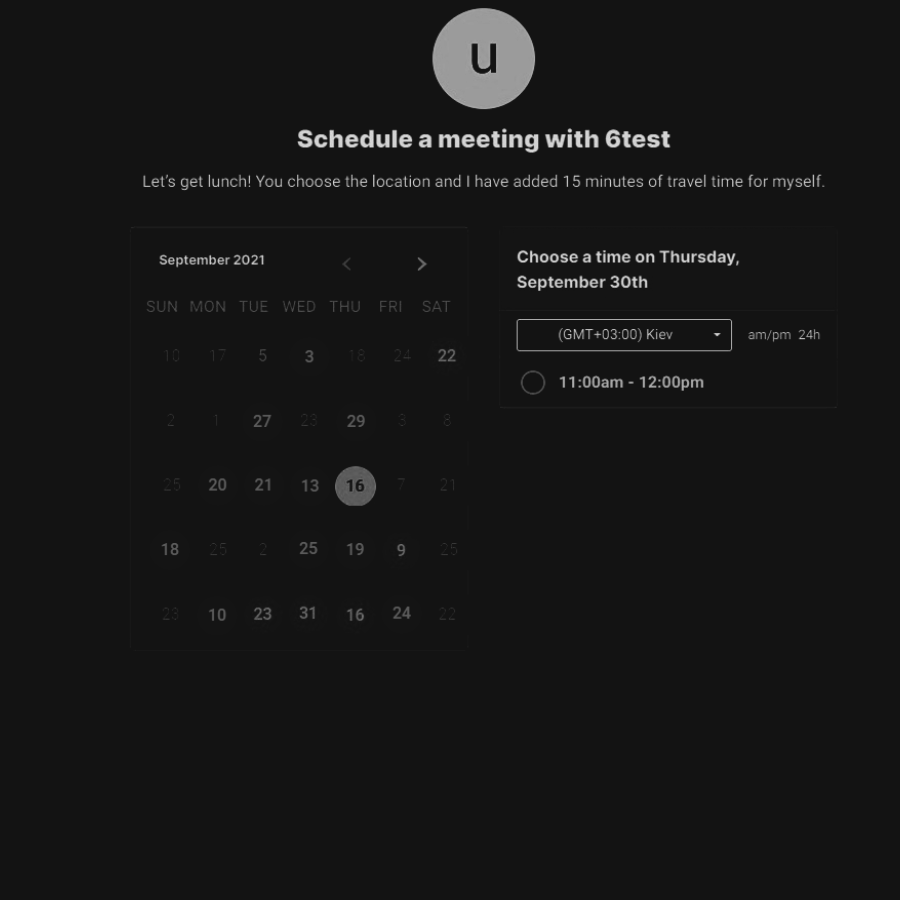 u
Schedule a meeting with 6test
Let's get lunch! You choose the location and I have added 15 minutes of travel time for myself.
September 2021
SUN MON TUE WED THU FRI SAT
10 17 5 3 18 24 22
2 1 27 23 29 3 8
25 20 21 13 16 7 21
18 25 2 25 19 9 25
23 10 23 31 16 24 22
Choose a time on Thursday,
September 30th
(GMT+03:00) Kiev am/pm 24h
11:00am - 12:00pm